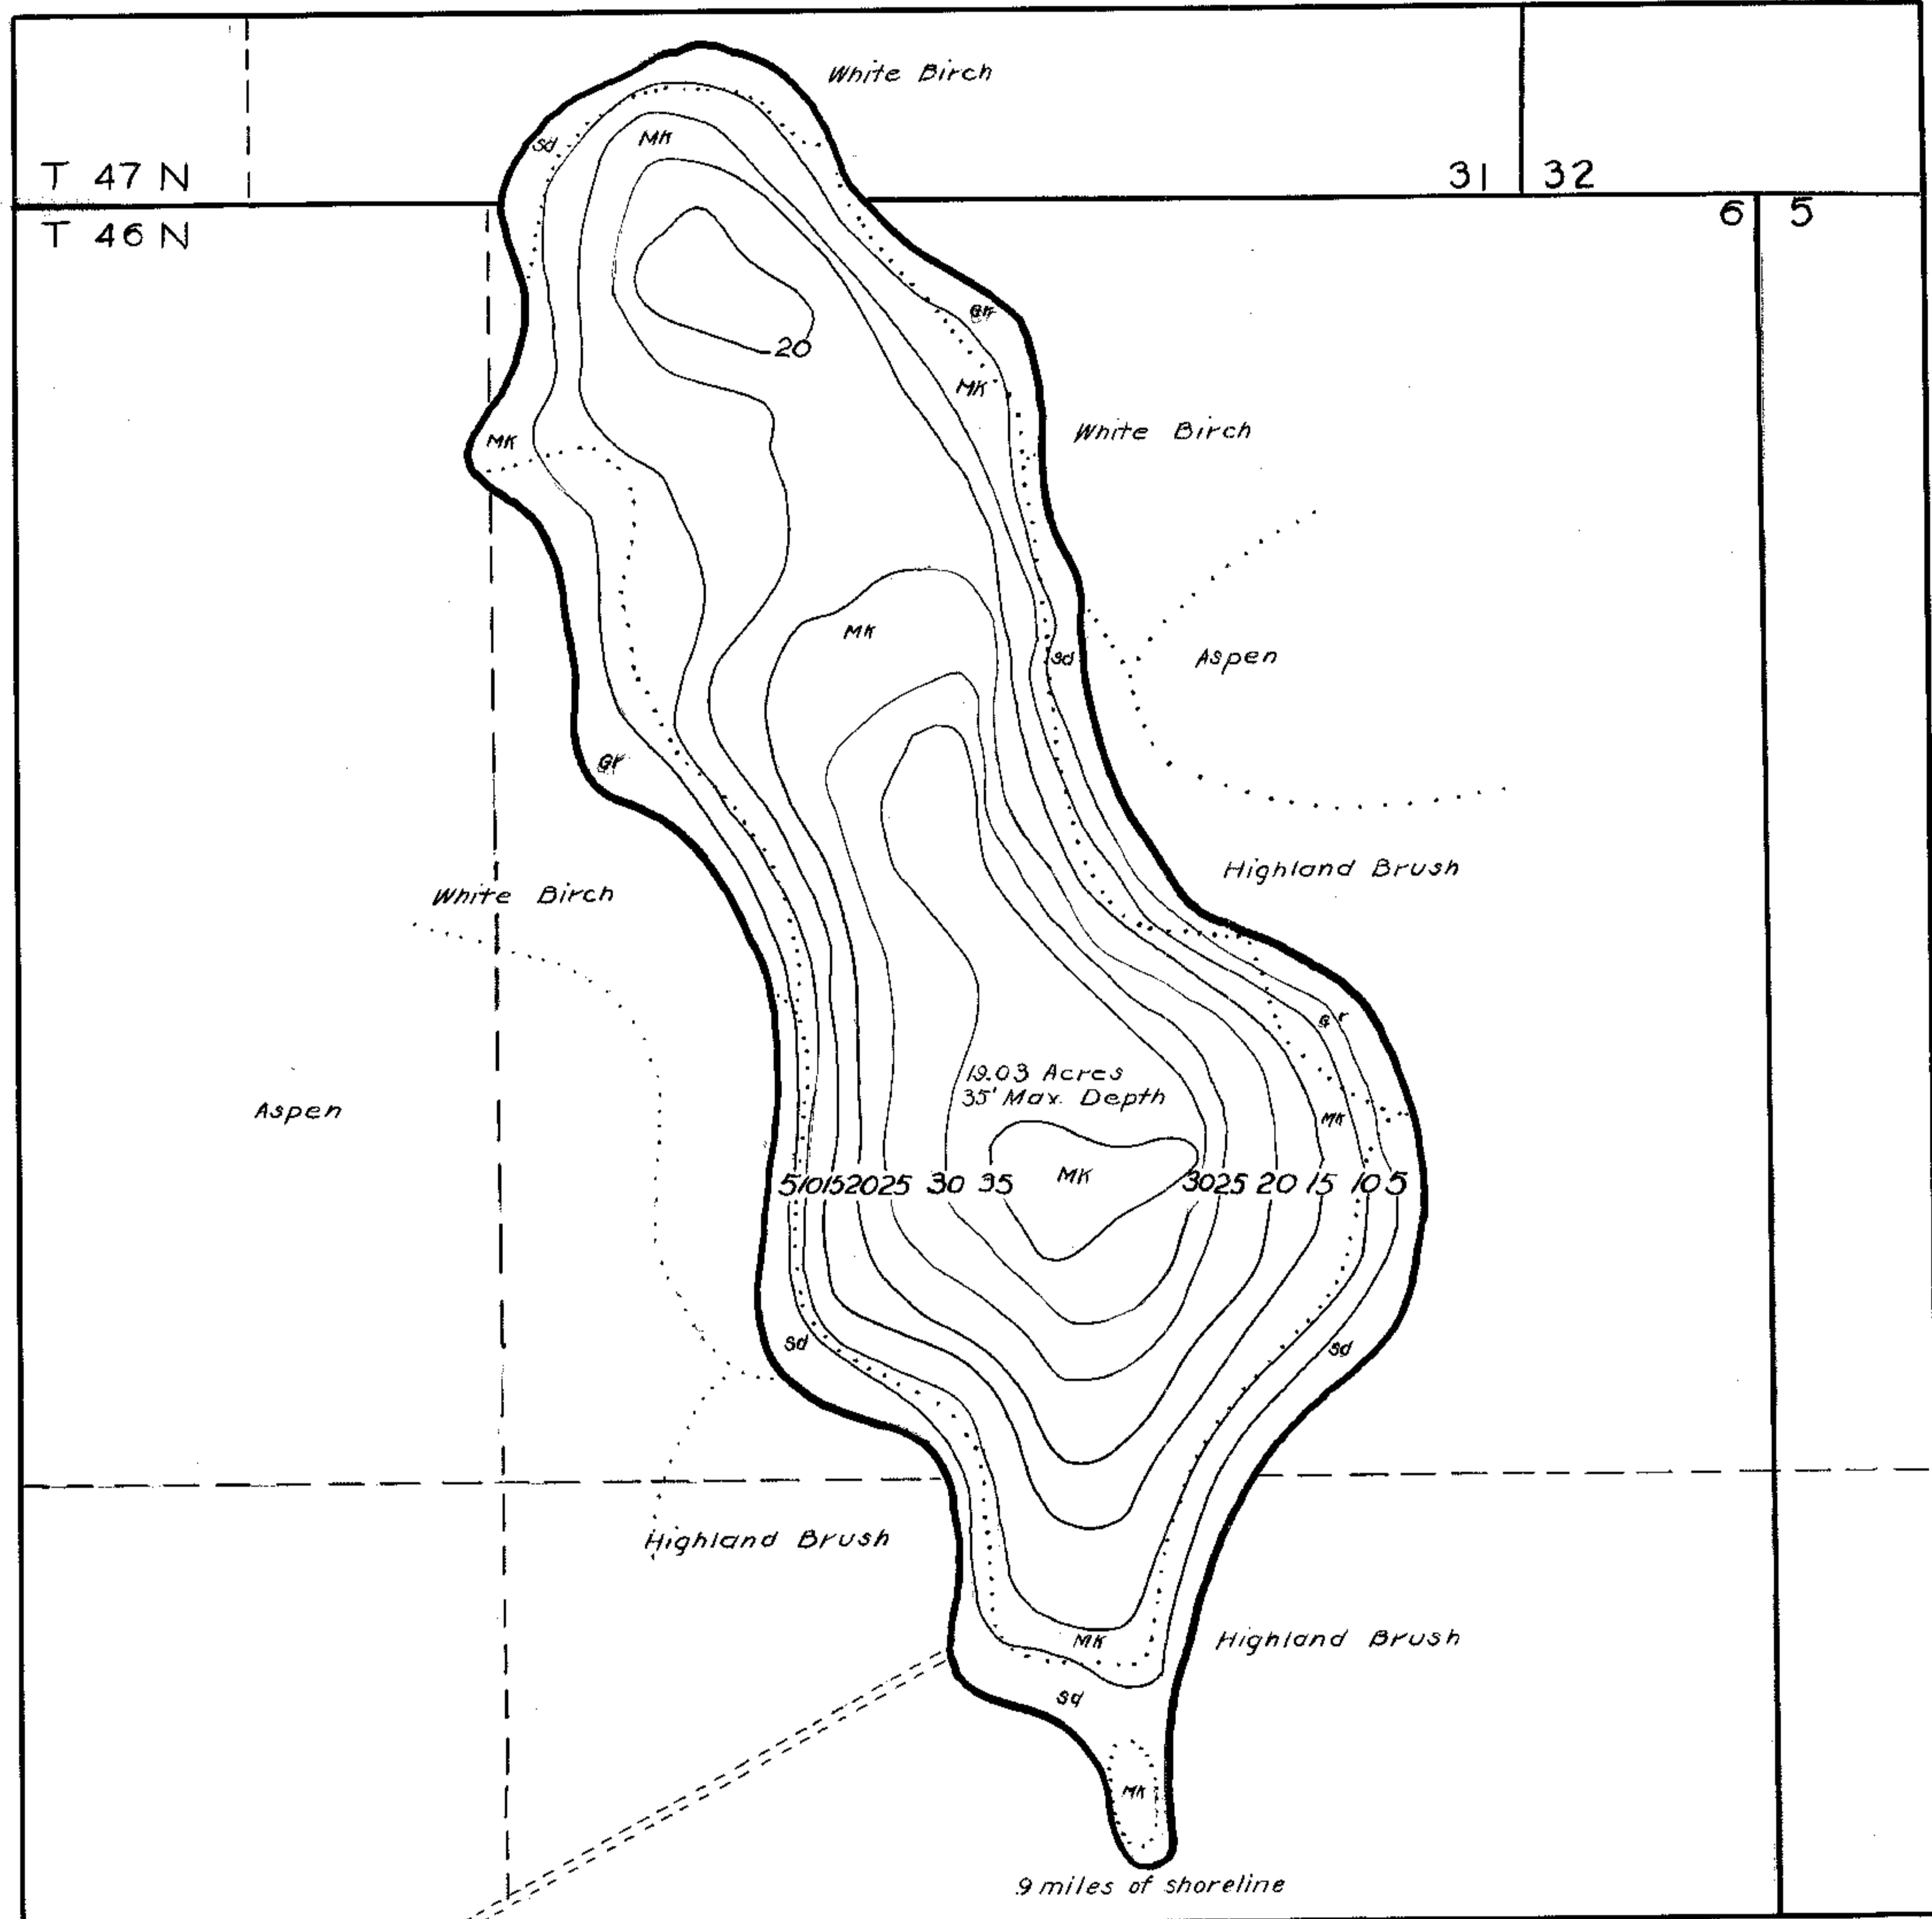 White Birch
Sd
MK
T 47 N
31 32
T 46 N
6 5
Gr
20
MK
White Birch
MK
MK
Sd
Aspen
Gr
Highland Brush
White Birch
Gr
19.03 Acres
35' Max. Depth
Aspen
MK
MK
5 10 15 20 25 30 35 30 25 20 15 10 5
Sd
Sd
Highland Brush
MK
Highland Brush
Sd
MK
.9 miles of shoreline